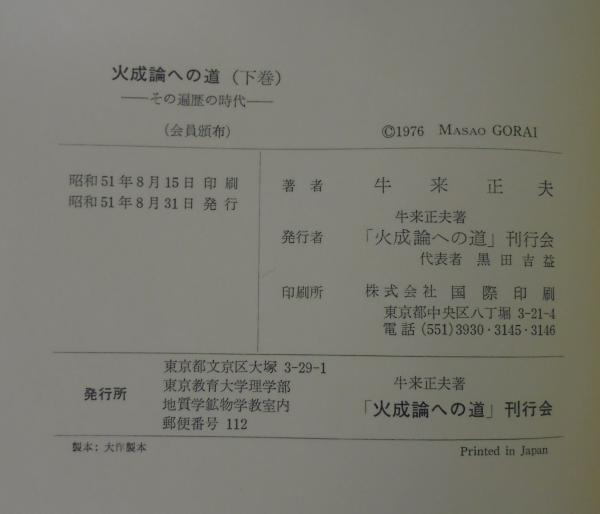 火成論への道（下巻）
――その遍歴の時代――
（会員頒布）
©1976 MASAO GORAI
昭和51年8月15日 印刷
昭和51年8月31日 発行
著者 牛来正夫
発行者 牛来正夫著
「火成論への道」刊行会
代表者 黒田吉益
印刷所 株式会社 国際印刷
東京都中央区八丁堀 3-21-4
電話 (551) 3930・3145・3146
発行所
東京都文京区大塚 3-29-1
東京教育大学理学部
地質学鉱物学教室内
郵便番号 112
牛来正夫著
「火成論への道」刊行会
製本: 大作製本
Printed in Japan